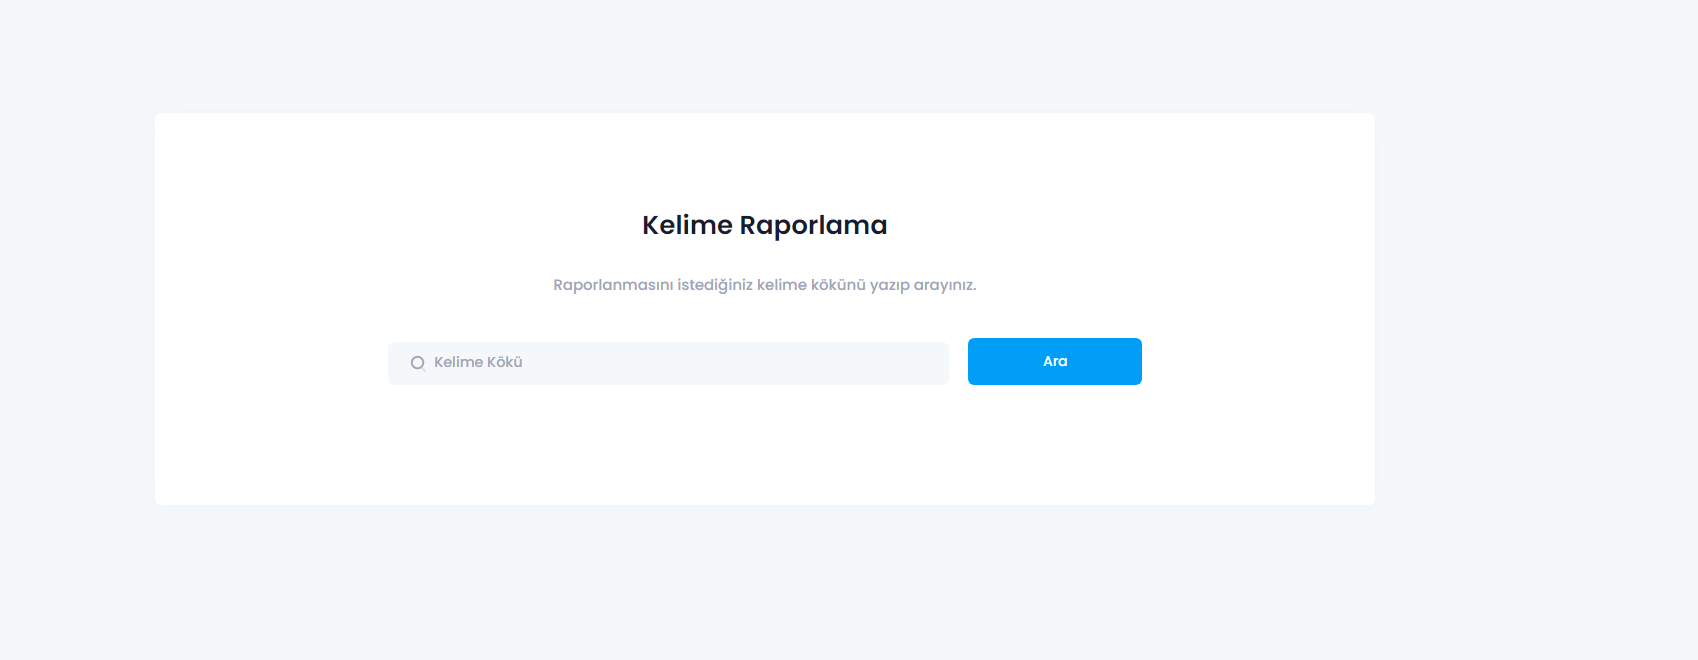 Kelime Raporlama
Raporlanmasını istediğiniz kelime kökünü yazıp arayınız.
Kelime Kökü
Ara